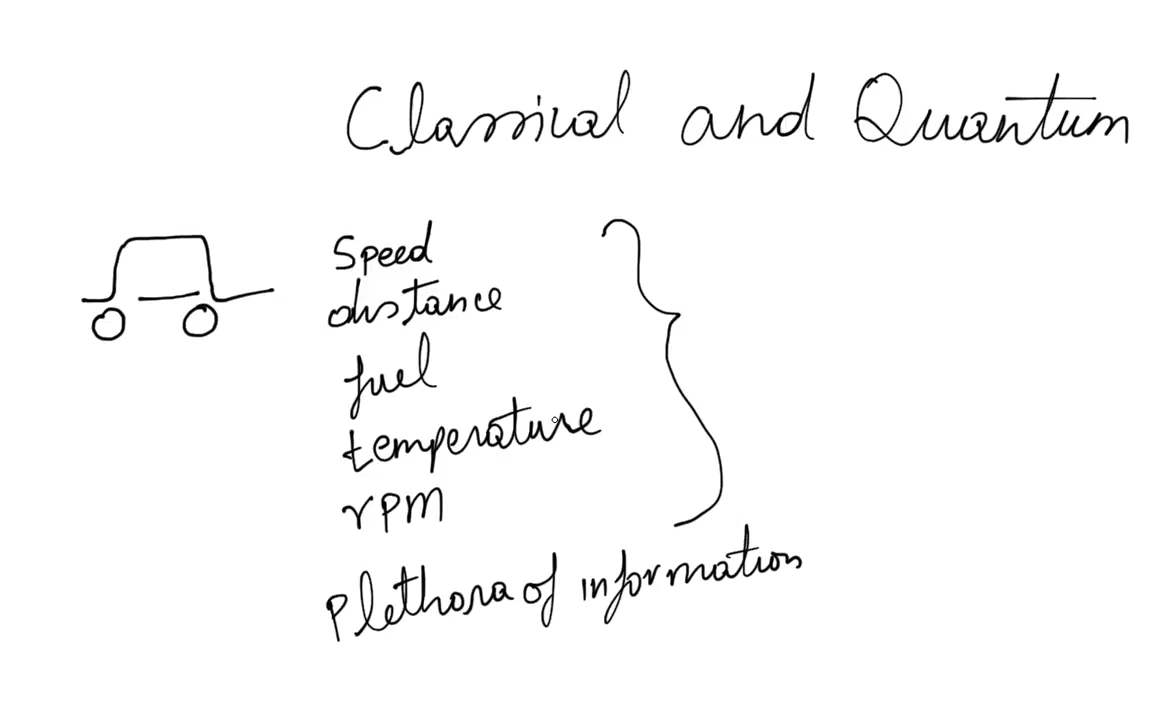 Classical and Quantum
Speed
distance
fuel
temperature
rpm
Plethora of information